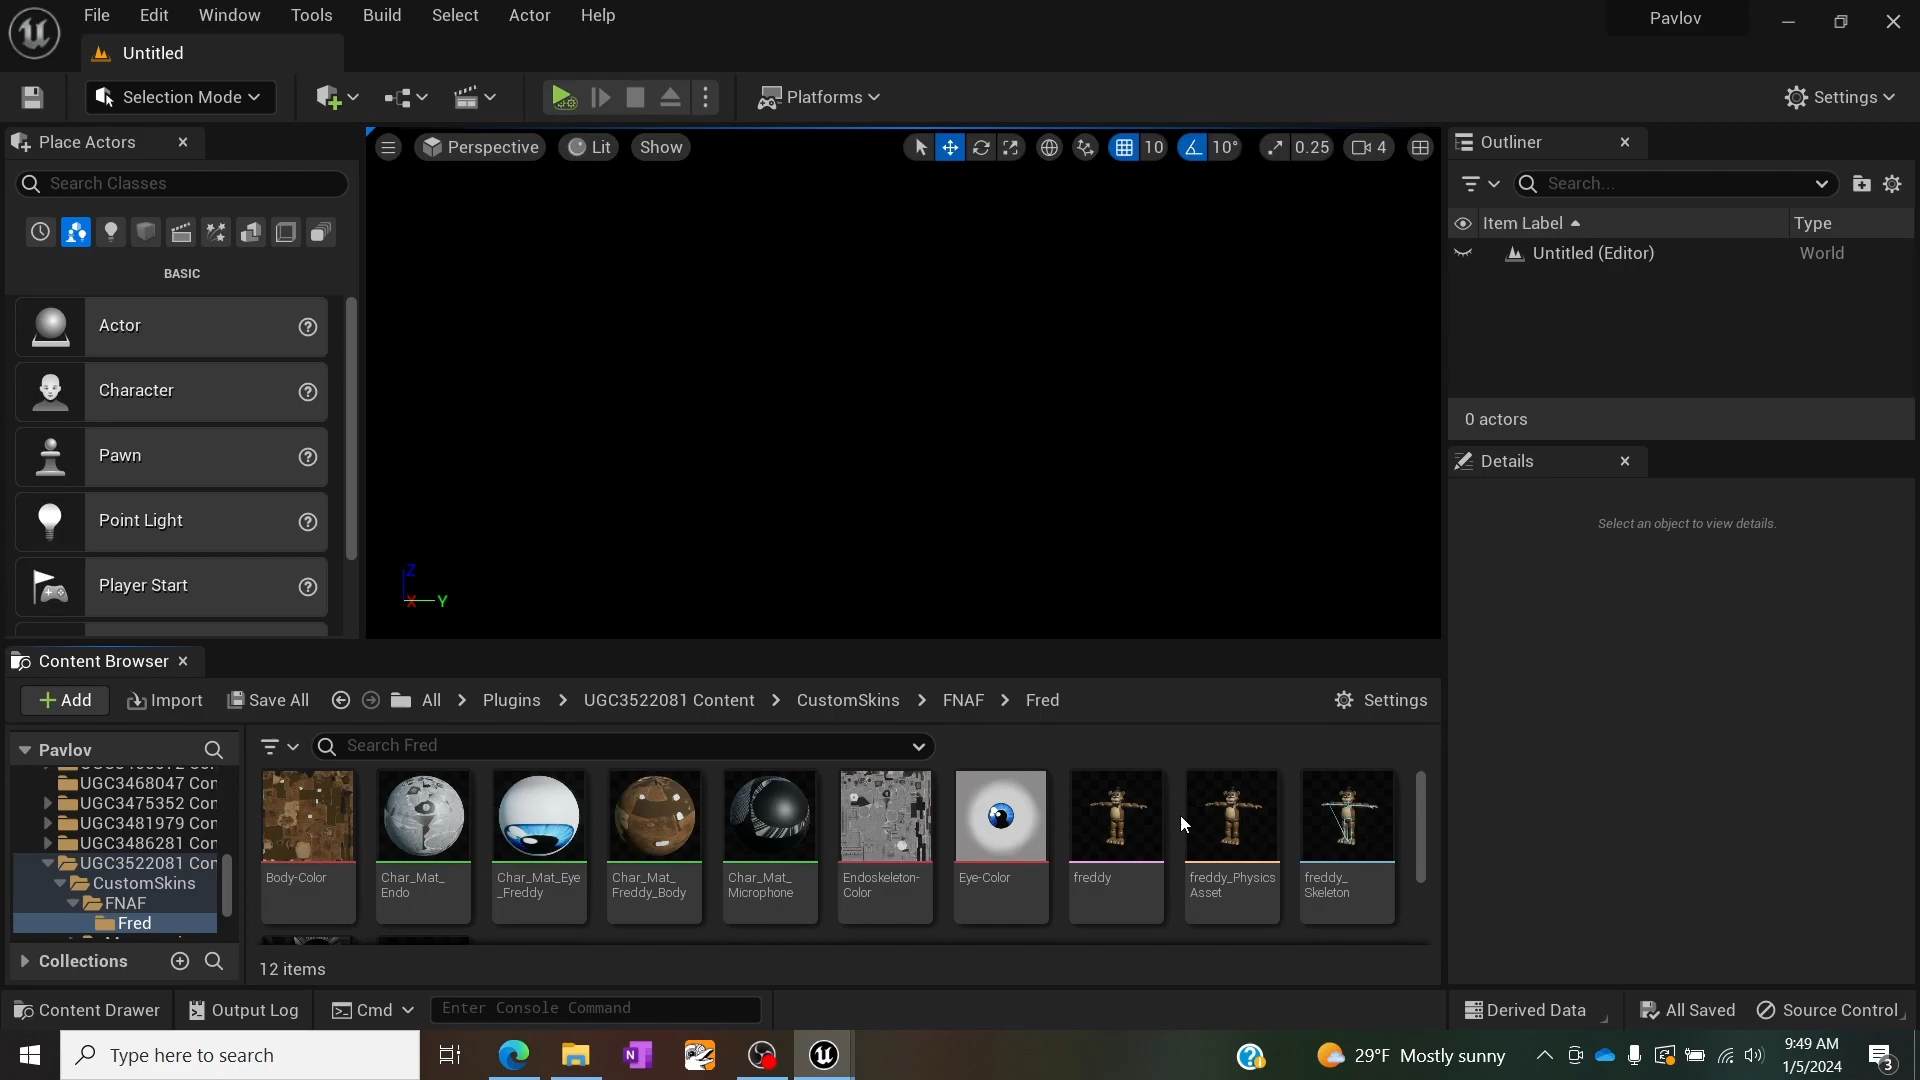 File Edit Window Tools Build Select Actor Help Pavlov
Untitled
Selection Mode Platforms Settings
Place Actors
Search Classes
BASIC
Actor
Character
Pawn
Point Light
Player Start
Perspective Lit Show 10 10° 0.25 4
Z
X Y
Outliner
Search...
Item Label Type
Untitled (Editor) World
0 actors
Details
Select an object to view details.
Content Browser
Add Import Save All All Plugins UGC3522081 Content CustomSkins FNAF Fred Settings
Pavlov
UGC3468047 Con
UGC3475352 Con
UGC3481979 Con
UGC3486281 Con
UGC3522081 Con
CustomSkins
FNAF
Fred
Collections
Search Fred
Body-Color
Char_Mat_
Endo
Char_Mat_Eye
_Freddy
Char_Mat_
Freddy_Body
Char_Mat_
Microphone
Endoskeleton-
Color
Eye-Color
freddy
freddy_Physics
Asset
freddy_
Skeleton
12 items
Content Drawer Output Log Cmd Enter Console Command Derived Data All Saved Source Control
Type here to search 29°F Mostly sunny 9:49 AM
1/5/2024 3